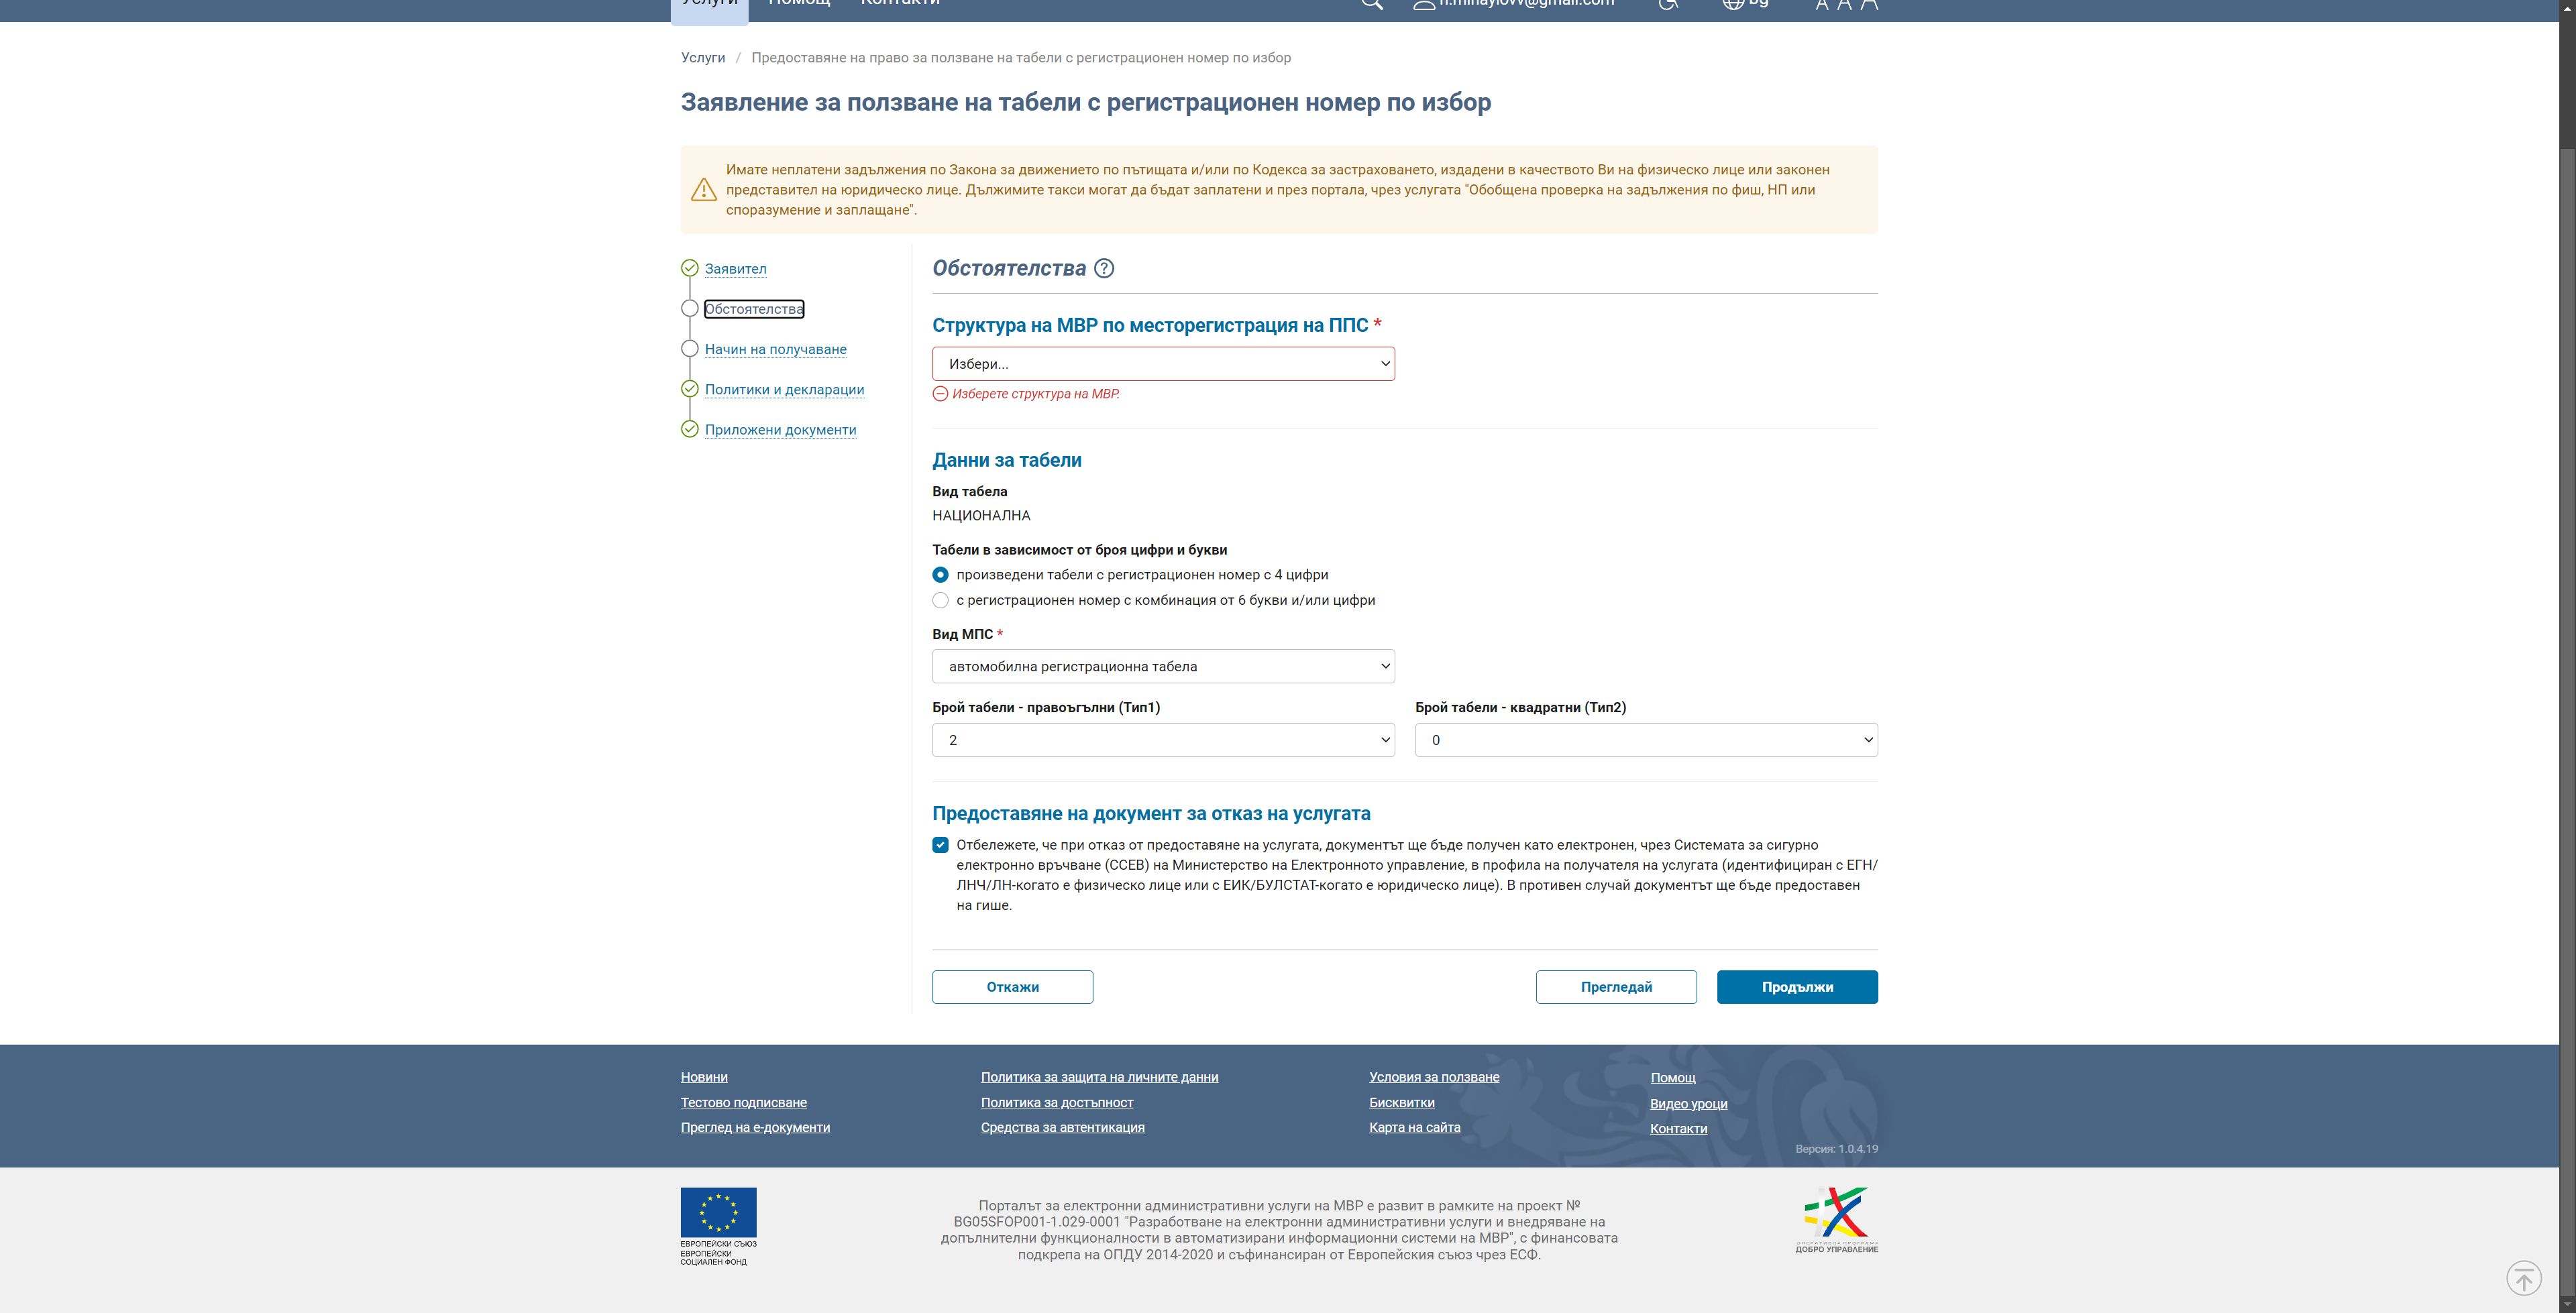 Услуги Помощ Контакти n.mihaylovv@gmail.com bg A A A
Услуги / Предоставяне на право за ползване на табели с регистрационен номер по избор
Заявление за ползване на табели с регистрационен номер по избор
Имате неплатени задължения по Закона за движението по пътищата и/или по Кодекса за застраховането, издадени в качеството Ви на физическо лице или законен
представител на юридическо лице. Дължимите такси могат да бъдат заплатени и през портала, чрез услугата "Обобщена проверка на задължения по фиш, НП или
споразумение и заплащане".
Заявител
Обстоятелства
Начин на получаване
Политики и декларации
Приложени документи
Обстоятелства ?
Структура на МВР по месторегистрация на ППС *
Избери...
Изберете структура на МВР.
Данни за табели
Вид табела
НАЦИОНАЛНА
Табели в зависимост от броя цифри и букви
произведени табели с регистрационен номер с 4 цифри
с регистрационен номер с комбинация от 6 букви и/или цифри
Вид МПС *
автомобилна регистрационна табела
Брой табели - правоъгълни (Тип1) Брой табели - квадратни (Тип2)
2 0
Предоставяне на документ за отказ на услугата
Отбележете, че при отказ от предоставяне на услугата, документът ще бъде получен като електронен, чрез Системата за сигурно
електронно връчване (ССЕВ) на Министерство на Електронното управление, в профила на получателя на услугата (идентифициран с ЕГН/
ЛНЧ/ЛН-когато е физическо лице или с ЕИК/БУЛСТАТ-когато е юридическо лице). В противен случай документът ще бъде предоставен
на гише.
Откажи Прегледай Продължи
Новини Политика за защита на личните данни Условия за ползване Помощ
Тестово подписване Политика за достъпност Бисквитки Видео уроци
Преглед на е-документи Средства за автентикация Карта на сайта Контакти
Версия: 1.0.4.19
ЕВРОПЕЙСКИ СЪЮЗ
ЕВРОПЕЙСКИ
СОЦИАЛЕН ФОНД
Порталът за електронни административни услуги на МВР е развит в рамките на проект №
BG05SFOP001-1.029-0001 "Разработване на електронни административни услуги и внедряване на
допълнителни функционалности в автоматизирани информационни системи на МВР", с финансовата
подкрепа на ОПДУ 2014-2020 и съфинансиран от Европейския съюз чрез ЕСФ.
ОПЕРАТИВНА ПРОГРАМА
ДОБРО УПРАВЛЕНИЕ